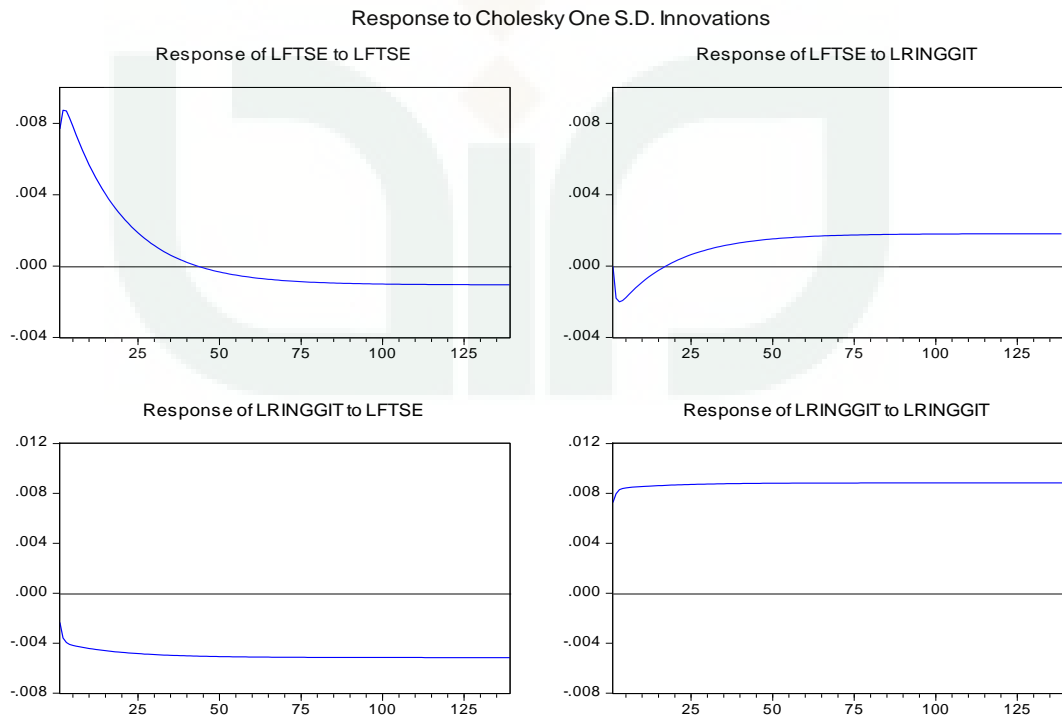 Response to Cholesky One S.D. Innovations
Response of LFTSE to LFTSE
.008
.004
.000
-.004
25 50 75 100 125
Response of LFTSE to LRINGGIT
.008
.004
.000
-.004
25 50 75 100 125
Response of LRINGGIT to LFTSE
.012
.008
.004
.000
-.004
-.008
25 50 75 100 125
Response of LRINGGIT to LRINGGIT
.012
.008
.004
.000
-.004
-.008
25 50 75 100 125